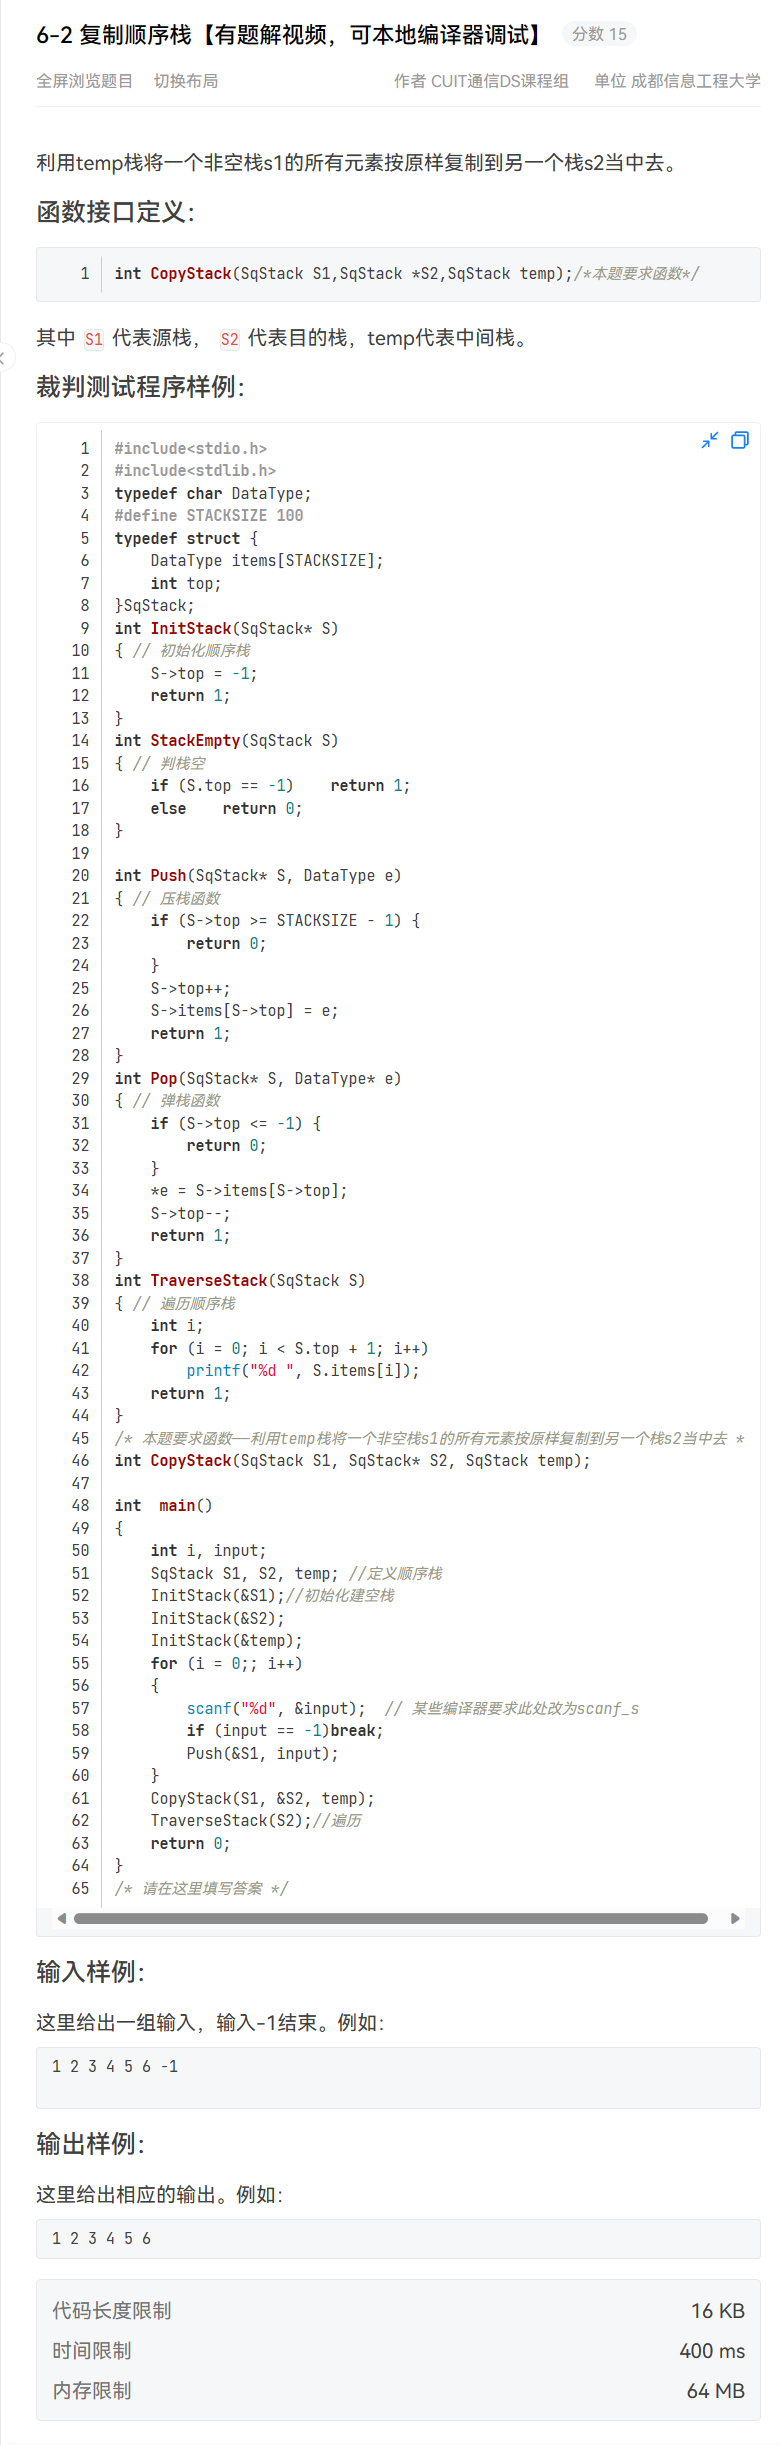 6-2 复制顺序栈【有题解视频，可本地编译器调试】 分数 15
全屏浏览题目 切换布局 作者 CUIT通信DS课程组 单位 成都信息工程大学
利用temp栈将一个非空栈s1的所有元素按原样复制到另一个栈s2当中去。
函数接口定义：
1 int CopyStack(SqStack S1,SqStack *S2,SqStack temp);/*本题要求函数*/
其中 S1 代表源栈， S2 代表目的栈，temp代表中间栈。
裁判测试程序样例：
1 #include<stdio.h>
2 #include<stdlib.h>
3 typedef char DataType;
4 #define STACKSIZE 100
5 typedef struct {
6     DataType items[STACKSIZE];
7     int top;
8 }SqStack;
9 int InitStack(SqStack* S)
10 { // 初始化顺序栈
11     S->top = -1;
12     return 1;
13 }
14 int StackEmpty(SqStack S)
15 { // 判栈空
16     if (S.top == -1)    return 1;
17     else    return 0;
18 }
19
20 int Push(SqStack* S, DataType e)
21 { // 压栈函数
22     if (S->top >= STACKSIZE - 1) {
23         return 0;
24     }
25     S->top++;
26     S->items[S->top] = e;
27     return 1;
28 }
29 int Pop(SqStack* S, DataType* e)
30 { // 弹栈函数
31     if (S->top <= -1) {
32         return 0;
33     }
34     *e = S->items[S->top];
35     S->top--;
36     return 1;
37 }
38 int TraverseStack(SqStack S)
39 { // 遍历顺序栈
40     int i;
41     for (i = 0; i < S.top + 1; i++)
42         printf("%d ", S.items[i]);
43     return 1;
44 }
45 /* 本题要求函数——利用temp栈将一个非空栈s1的所有元素按原样复制到另一个栈s2当中去 *
46 int CopyStack(SqStack S1, SqStack* S2, SqStack temp);
47
48 int  main()
49 {
50     int i, input;
51     SqStack S1, S2, temp; //定义顺序栈
52     InitStack(&S1);//初始化建空栈
53     InitStack(&S2);
54     InitStack(&temp);
55     for (i = 0;; i++)
56     {
57         scanf("%d", &input);  // 某些编译器要求此处改为scanf_s
58         if (input == -1)break;
59         Push(&S1, input);
60     }
61     CopyStack(S1, &S2, temp);
62     TraverseStack(S2);//遍历
63     return 0;
64 }
65 /* 请在这里填写答案 */
输入样例：
这里给出一组输入，输入-1结束。例如：
1 2 3 4 5 6 -1
输出样例：
这里给出相应的输出。例如：
1 2 3 4 5 6
代码长度限制 16 KB
时间限制 400 ms
内存限制 64 MB